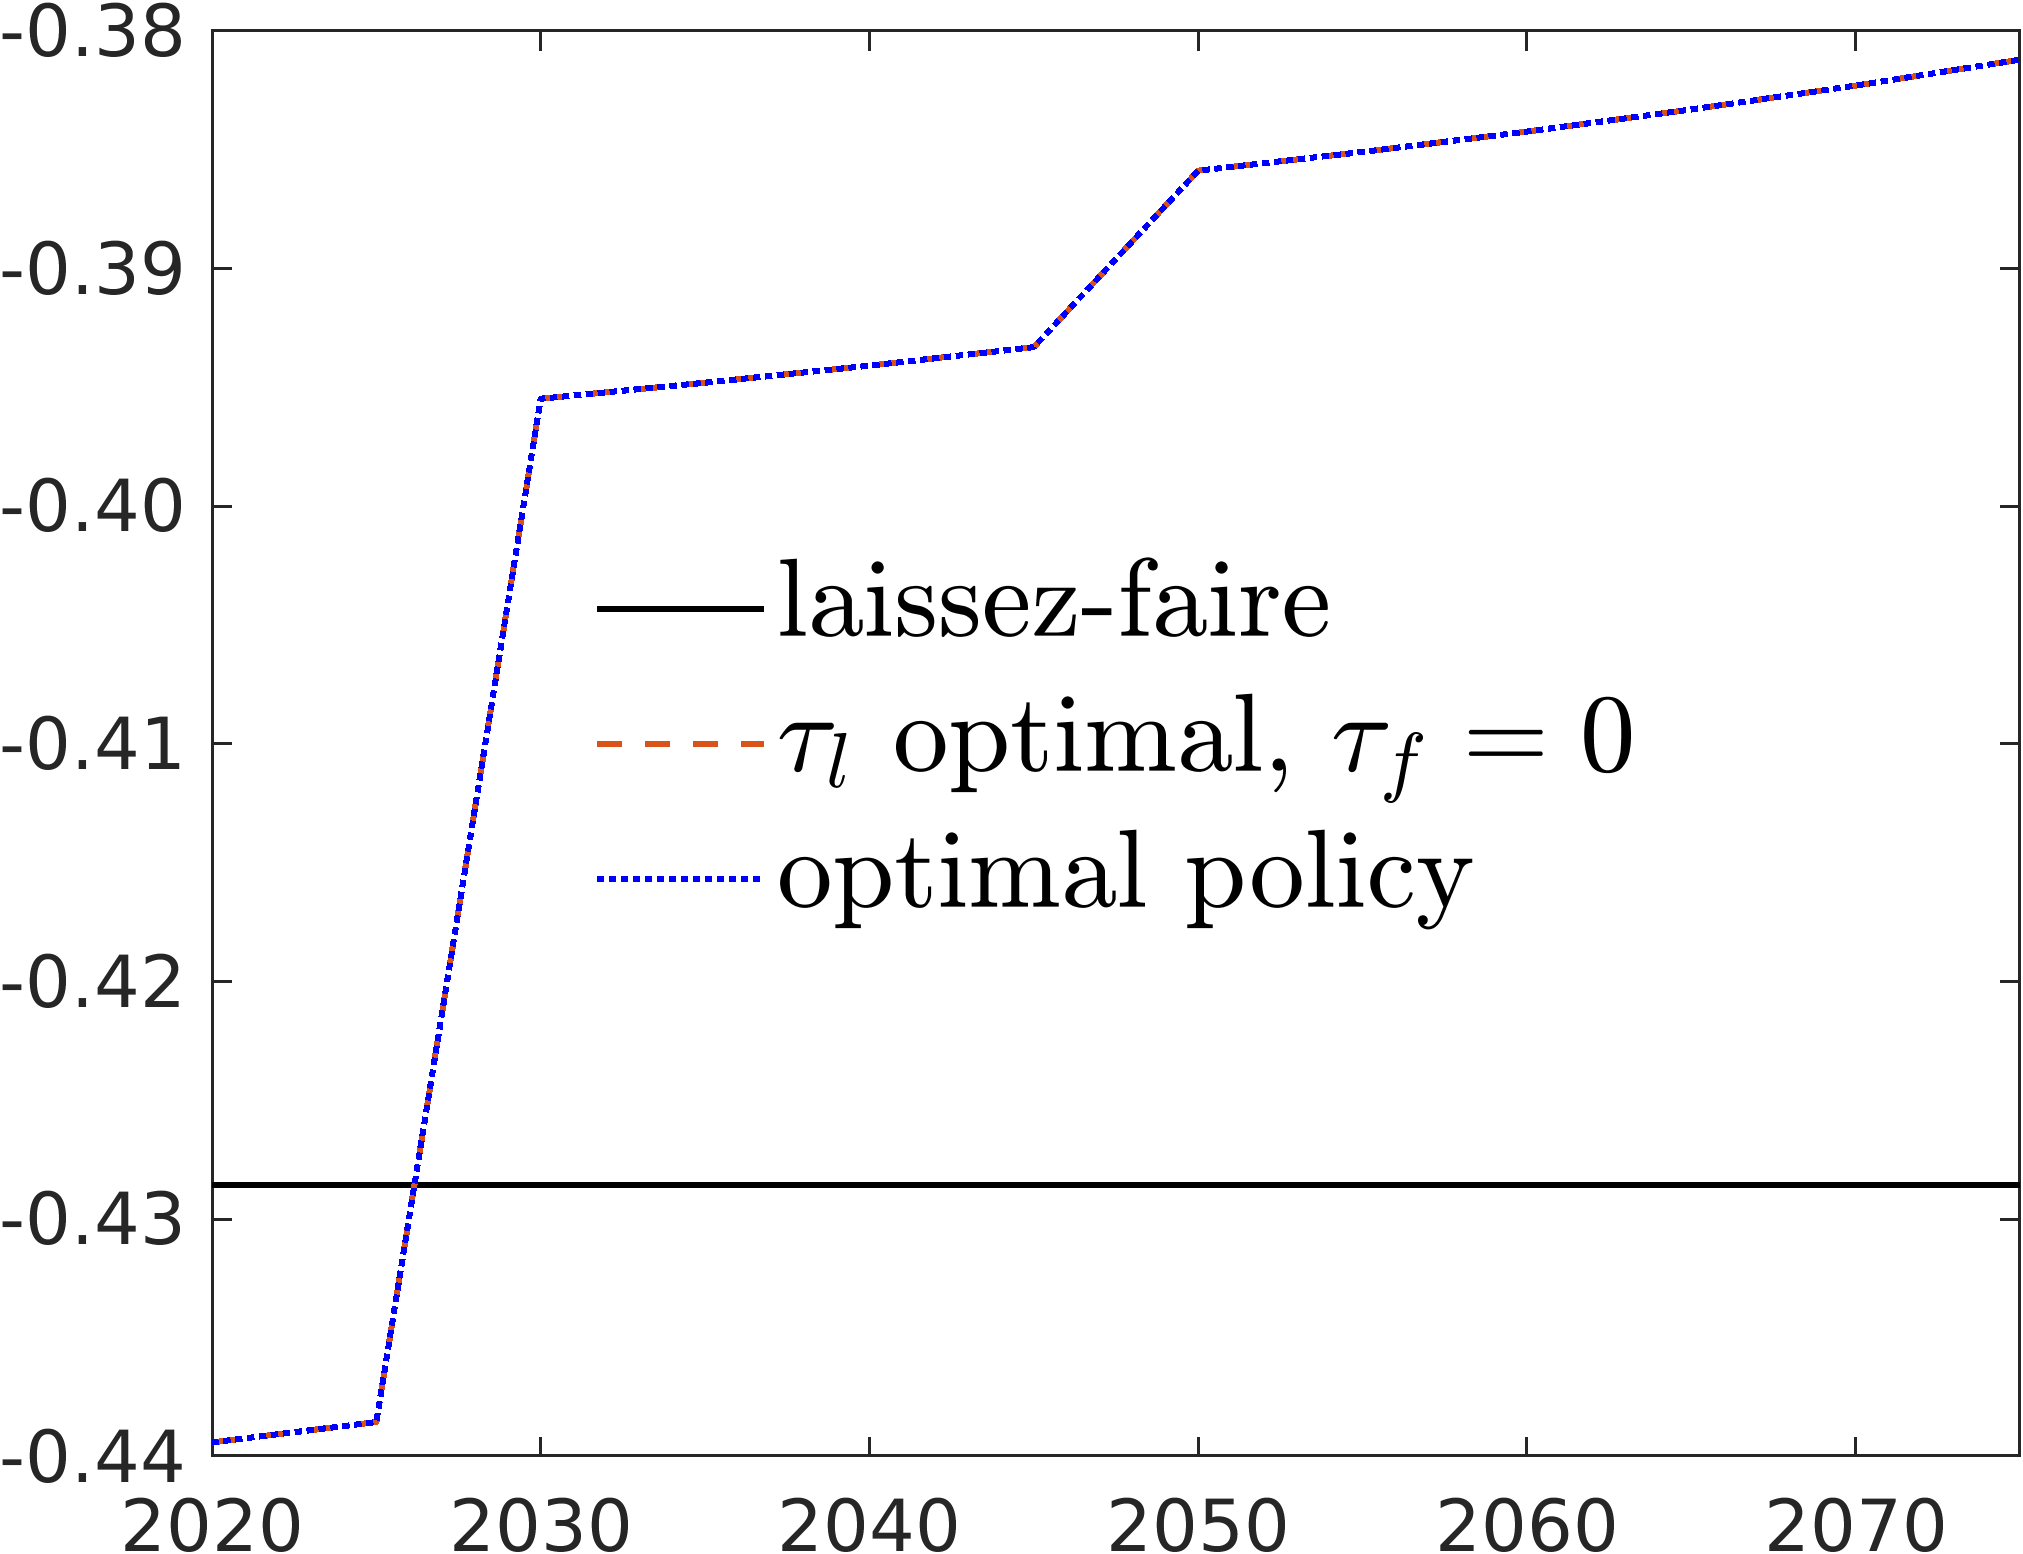 -0.38
-0.39
-0.40
-0.41
-0.42
-0.43
-0.44
laissez-faire
τ_l optimal, τ_f = 0
optimal policy
2020 2030 2040 2050 2060 2070